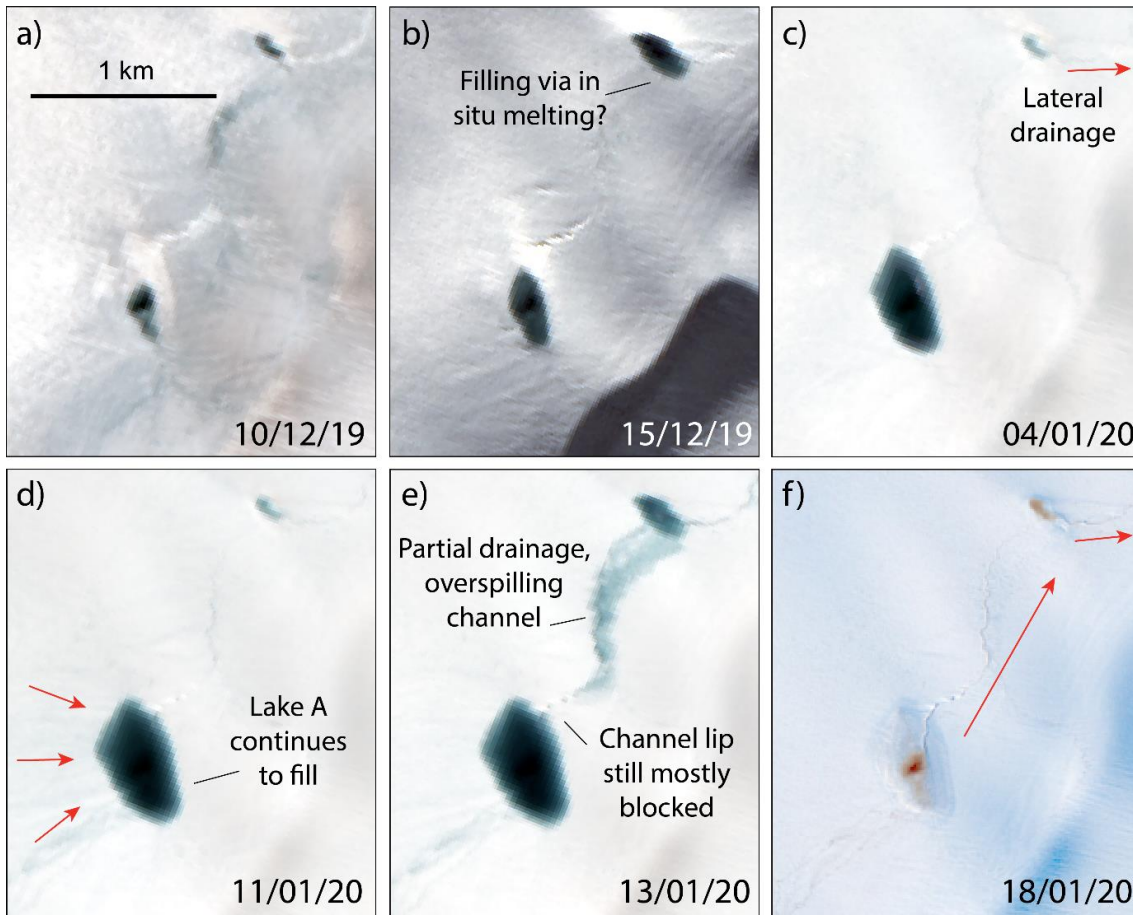 a)
1 km
10/12/19
b)
Filling via in
situ melting?
15/12/19
c)
Lateral
drainage
04/01/20
d)
Lake A
continues
to fill
11/01/20
e)
Partial drainage,
overspilling
channel
Channel lip
still mostly
blocked
13/01/20
f)
18/01/20